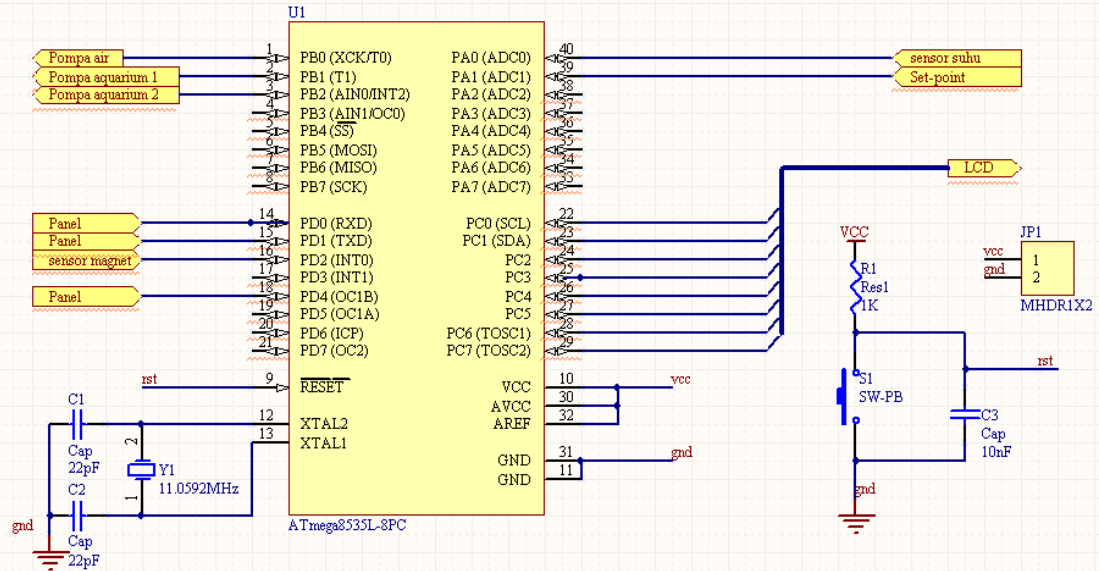 U1
Pompa air
Pompa aquarium 1
Pompa aquarium 2
1 PB0 (XCK/T0)
2 PB1 (T1)
3 PB2 (AIN0/INT2)
4 PB3 (AIN1/OC0)
5 PB4 (SS)
6 PB5 (MOSI)
7 PB6 (MISO)
8 PB7 (SCK)
PA0 (ADC0) 40
PA1 (ADC1) 39
PA2 (ADC2) 38
PA3 (ADC3) 37
PA4 (ADC4) 36
PA5 (ADC5) 35
PA6 (ADC6) 34
PA7 (ADC7) 33
sensor suhu
Set-point
LCD
Panel
Panel
sensor magnet
Panel
14 PD0 (RXD)
15 PD1 (TXD)
16 PD2 (INT0)
17 PD3 (INT1)
18 PD4 (OC1B)
19 PD5 (OC1A)
20 PD6 (ICP)
21 PD7 (OC2)
PC0 (SCL) 22
PC1 (SDA) 23
PC2 24
PC3 25
PC4 26
PC5 27
PC6 (TOSC1) 28
PC7 (TOSC2) 29
rst 9 RESET
12 XTAL2
13 XTAL1
VCC 10 vcc
AVCC 30
AREF 32
GND 31 gnd
GND 11
ATmega8535L-8PC
C1
Cap
22pF
2
Y1
11.0592MHz
1
C2
Cap
22pF
gnd
VCC
R1
Res1
1K
S1
SW-PB
rst
C3
Cap
10nF
gnd
JP1
vcc 1
gnd 2
MHDR1X2